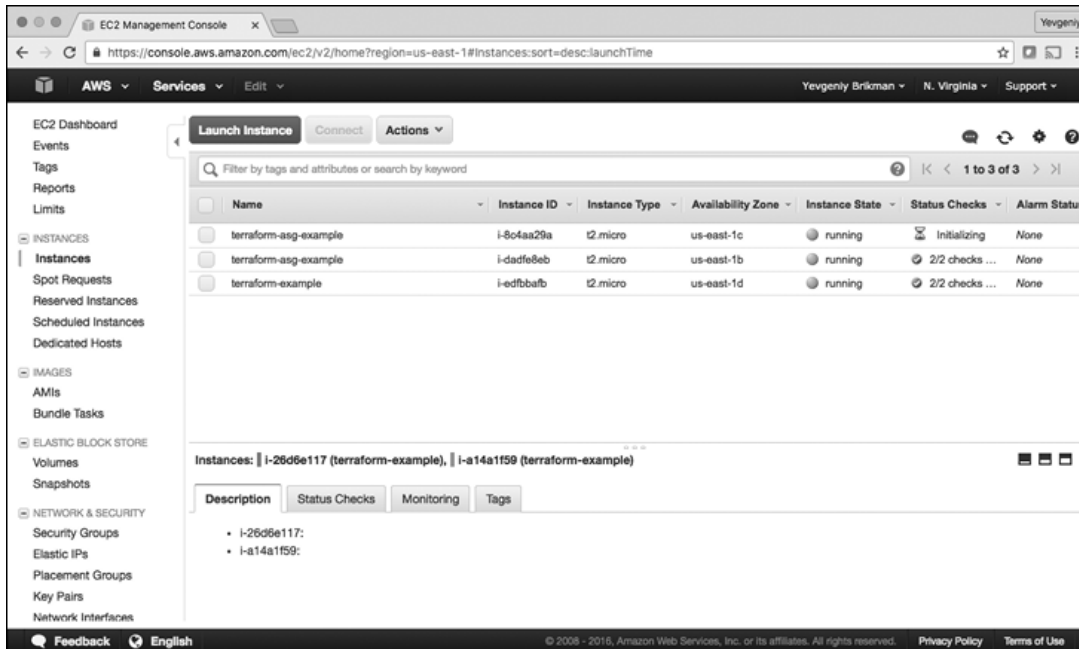 EC2 Management Console
Yevgeniy
https://console.aws.amazon.com/ec2/v2/home?region=us-east-1#Instances:sort=desc:launchTime
AWS Services Edit Yevgeniy Brikman N. Virginia Support
EC2 Dashboard
Events
Tags
Reports
Limits
INSTANCES
Instances
Spot Requests
Reserved Instances
Scheduled Instances
Dedicated Hosts
IMAGES
AMIs
Bundle Tasks
ELASTIC BLOCK STORE
Volumes
Snapshots
NETWORK & SECURITY
Security Groups
Elastic IPs
Placement Groups
Key Pairs
Network Interfaces
Launch Instance Connect Actions
Filter by tags and attributes or search by keyword
1 to 3 of 3
Name Instance ID Instance Type Availability Zone Instance State Status Checks Alarm Statu
terraform-asg-example i-8c4aa29a t2.micro us-east-1c running Initializing None
terraform-asg-example i-dadfe8eb t2.micro us-east-1b running 2/2 checks ... None
terraform-example i-edfbbafb t2.micro us-east-1d running 2/2 checks ... None
Instances: i-26d6e117 (terraform-example), i-a14a1f59 (terraform-example)
Description Status Checks Monitoring Tags
• i-26d6e117:
• i-a14a1f59:
Feedback English © 2008 - 2016, Amazon Web Services, Inc. or its affiliates. All rights reserved. Privacy Policy Terms of Use